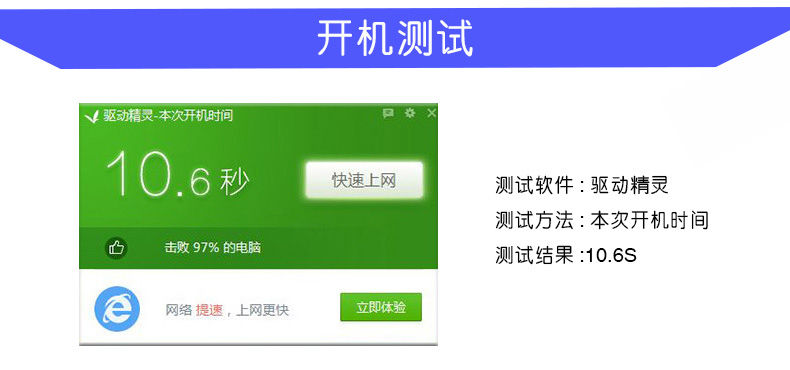 开机测试
驱动精灵-本次开机时间
10.6秒
快速上网
击败 97% 的电脑
网络 提速，上网更快
立即体验
测试软件：驱动精灵
测试方法：本次开机时间
测试结果：10.6S